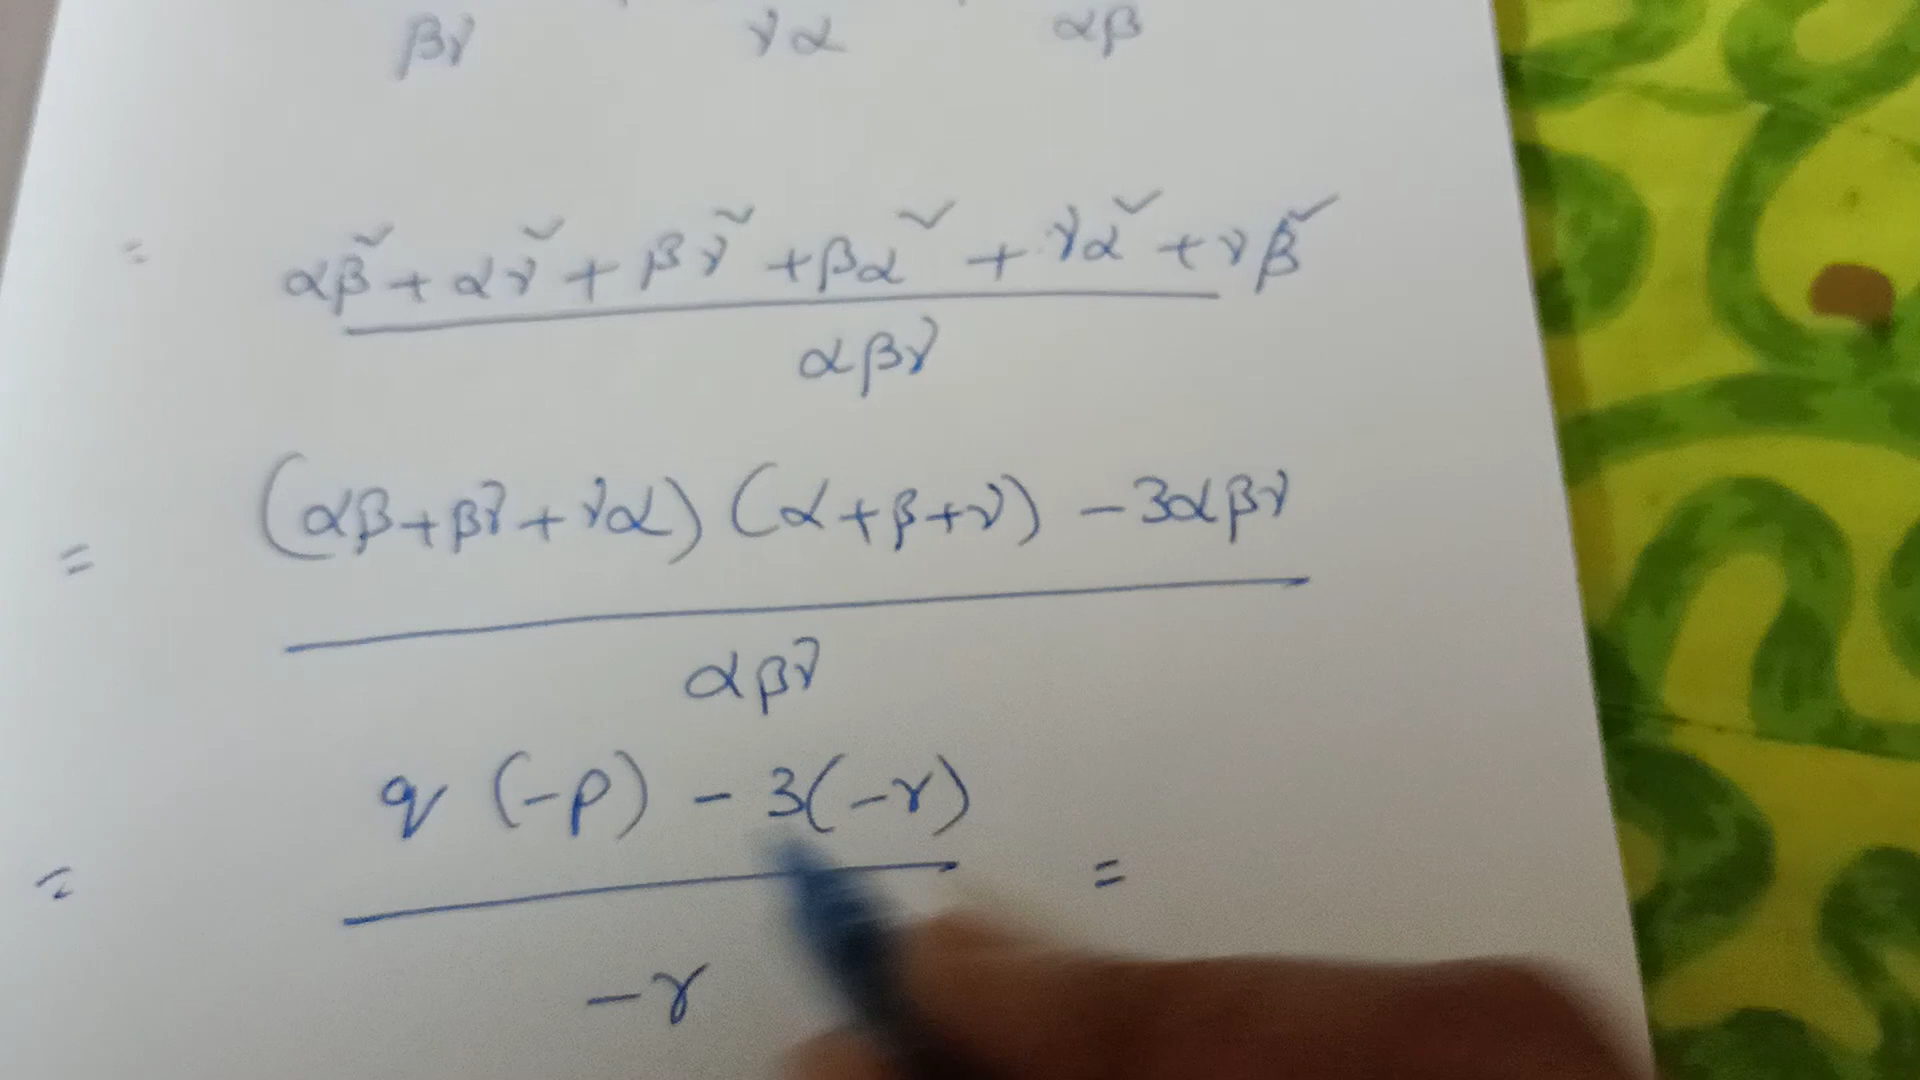 βγ γα αβ
= αβ² + αγ² + βγ² + βα² + γα² + γβ²
αβγ
= (αβ+βγ+γα) (α+β+γ) - 3αβγ
αβγ
= q (-p) - 3(-r) =
-r